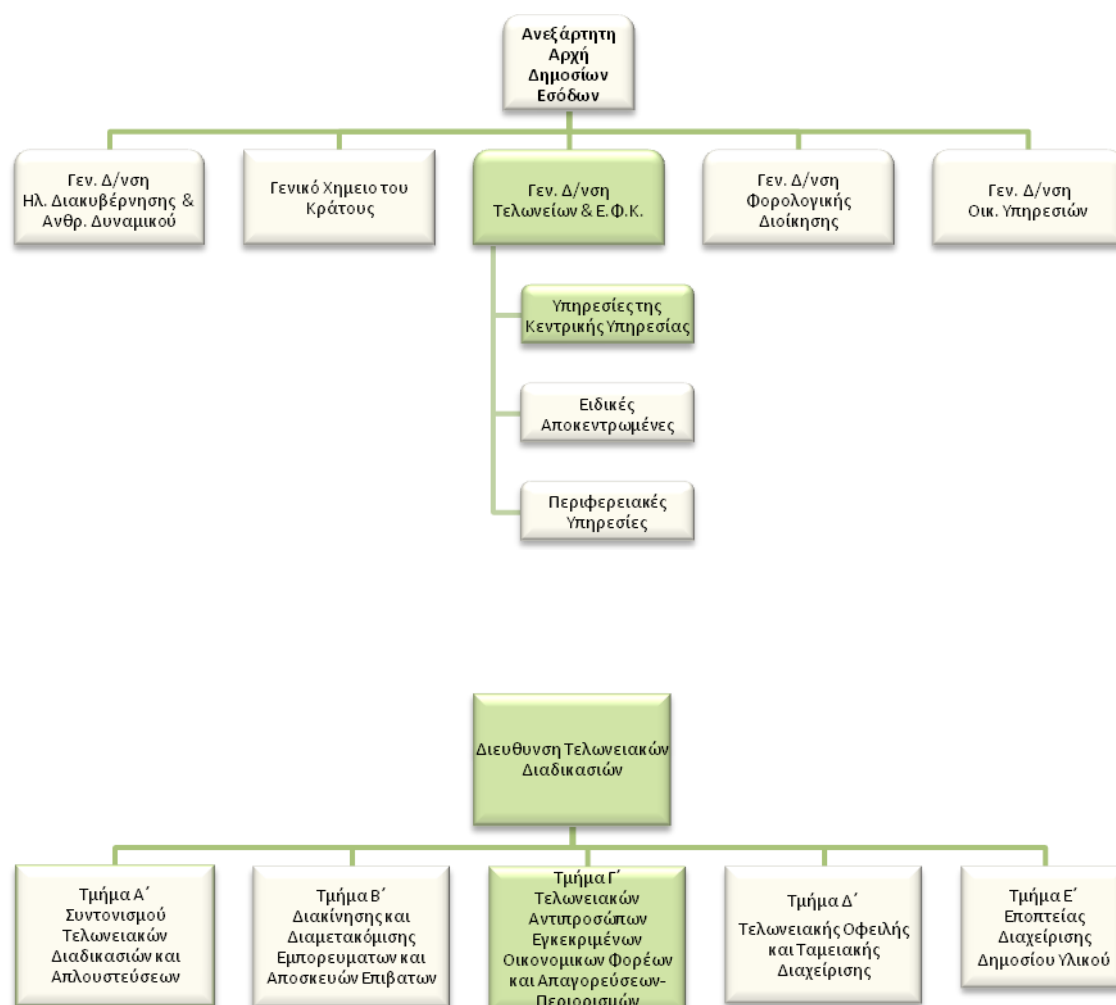 Ανεξάρτητη
Αρχή
Δημοσίων
Εσόδων
Γεν. Δ/νση
Ηλ. Διακυβέρνησης &
Ανθρ. Δυναμικού
Γενικό Χημειο του
Κράτους
Γεν. Δ/νση
Τελωνείων & Ε.Φ.Κ.
Γεν. Δ/νση
Φορολογικής
Διοίκησης
Γεν. Δ/νση
Οικ. Υπηρεσιών
Υπηρεσίες της
Κεντρικής Υπηρεσίας
Ειδικές
Αποκεντρωμένες
Περιφερειακές
Υπηρεσίες
Διευθυνση Τελωνειακών
Διαδικασιών
Τμήμα Α΄
Συντονισμού
Τελωνειακών
Διαδικασιών και
Απλουστεύσεων
Τμήμα Β΄
Διακίνησης και
Διαμετακόμισης
Εμπορευματων και
Αποσκευών Επιβατων
Τμήμα Γ΄
Τελωνειακών
Αντιπροσώπων
Εγκεκριμένων
Οικονομικων Φορέων
και Απαγορεύσεων-
Περιορισμών
Τμήμα Δ΄
Τελωνειακής Οφειλής
και Ταμειακής
Διαχείρισης
Τμήμα Ε΄
Εποπτείας
Διαχείρισης
Δημοσίου Υλικού